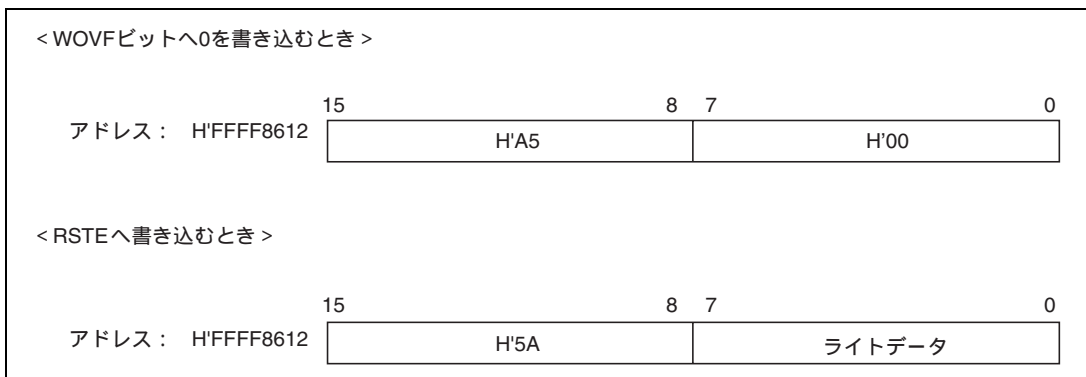 <WOVFビットへ0を書き込むとき>
15 8 7 0
アドレス： H'FFFF8612 H'A5 H’00
<RSTEへ書き込むとき>
15 8 7 0
アドレス： H'FFFF8612 H'5A ライトデータ